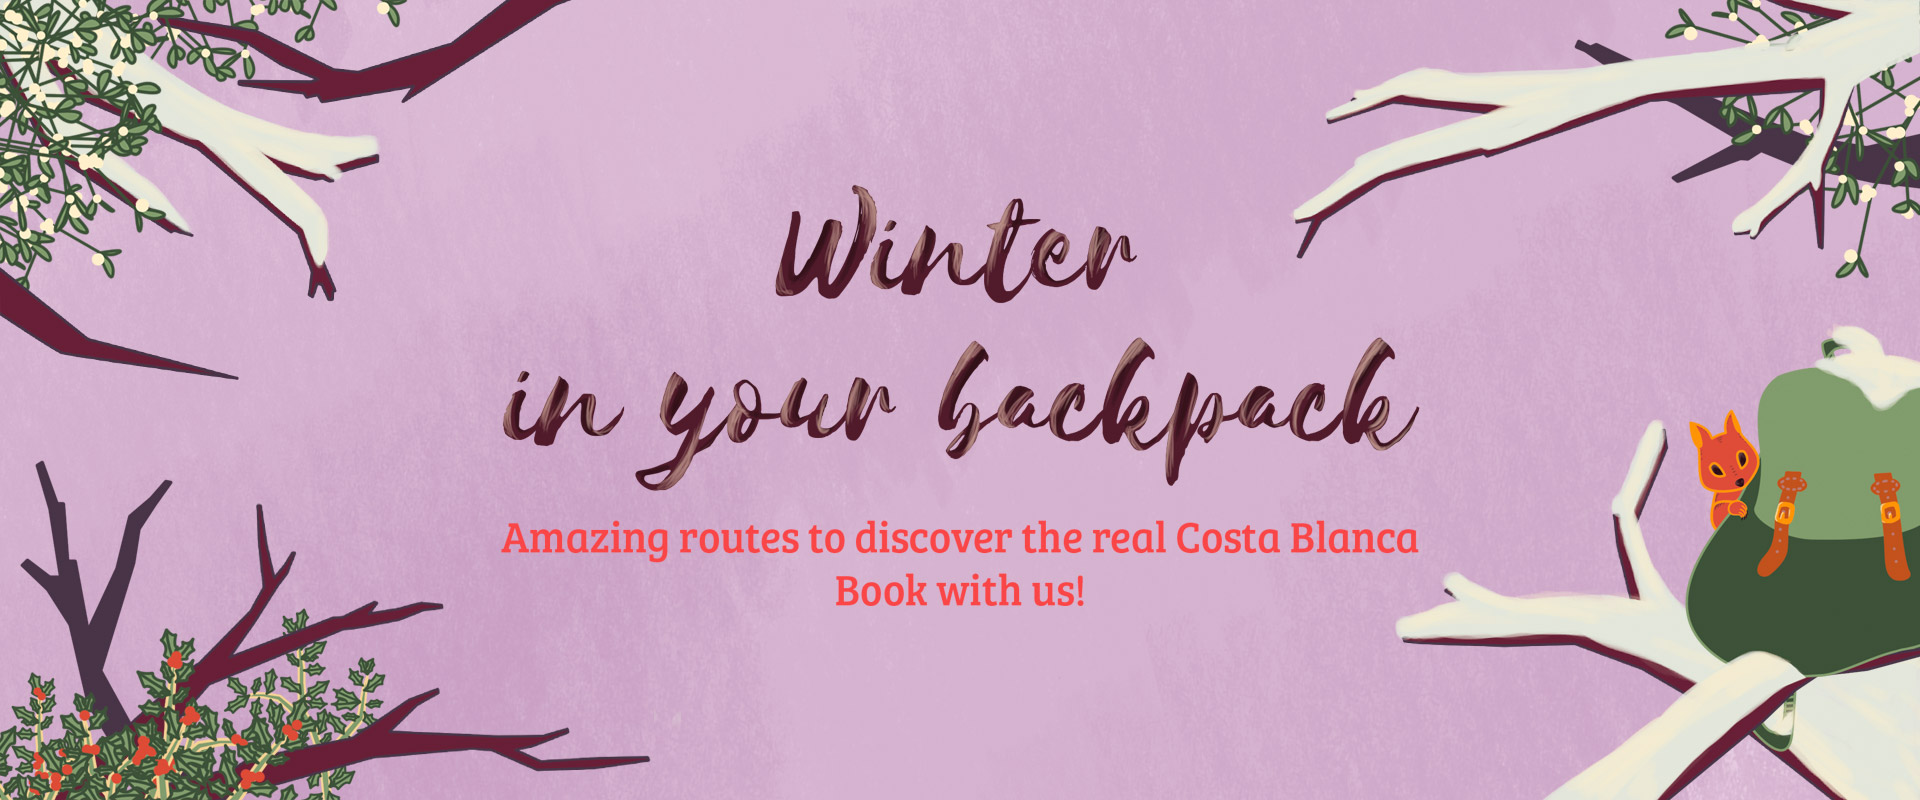 Winter
in your backpack
Amazing routes to discover the real Costa Blanca
Book with us!